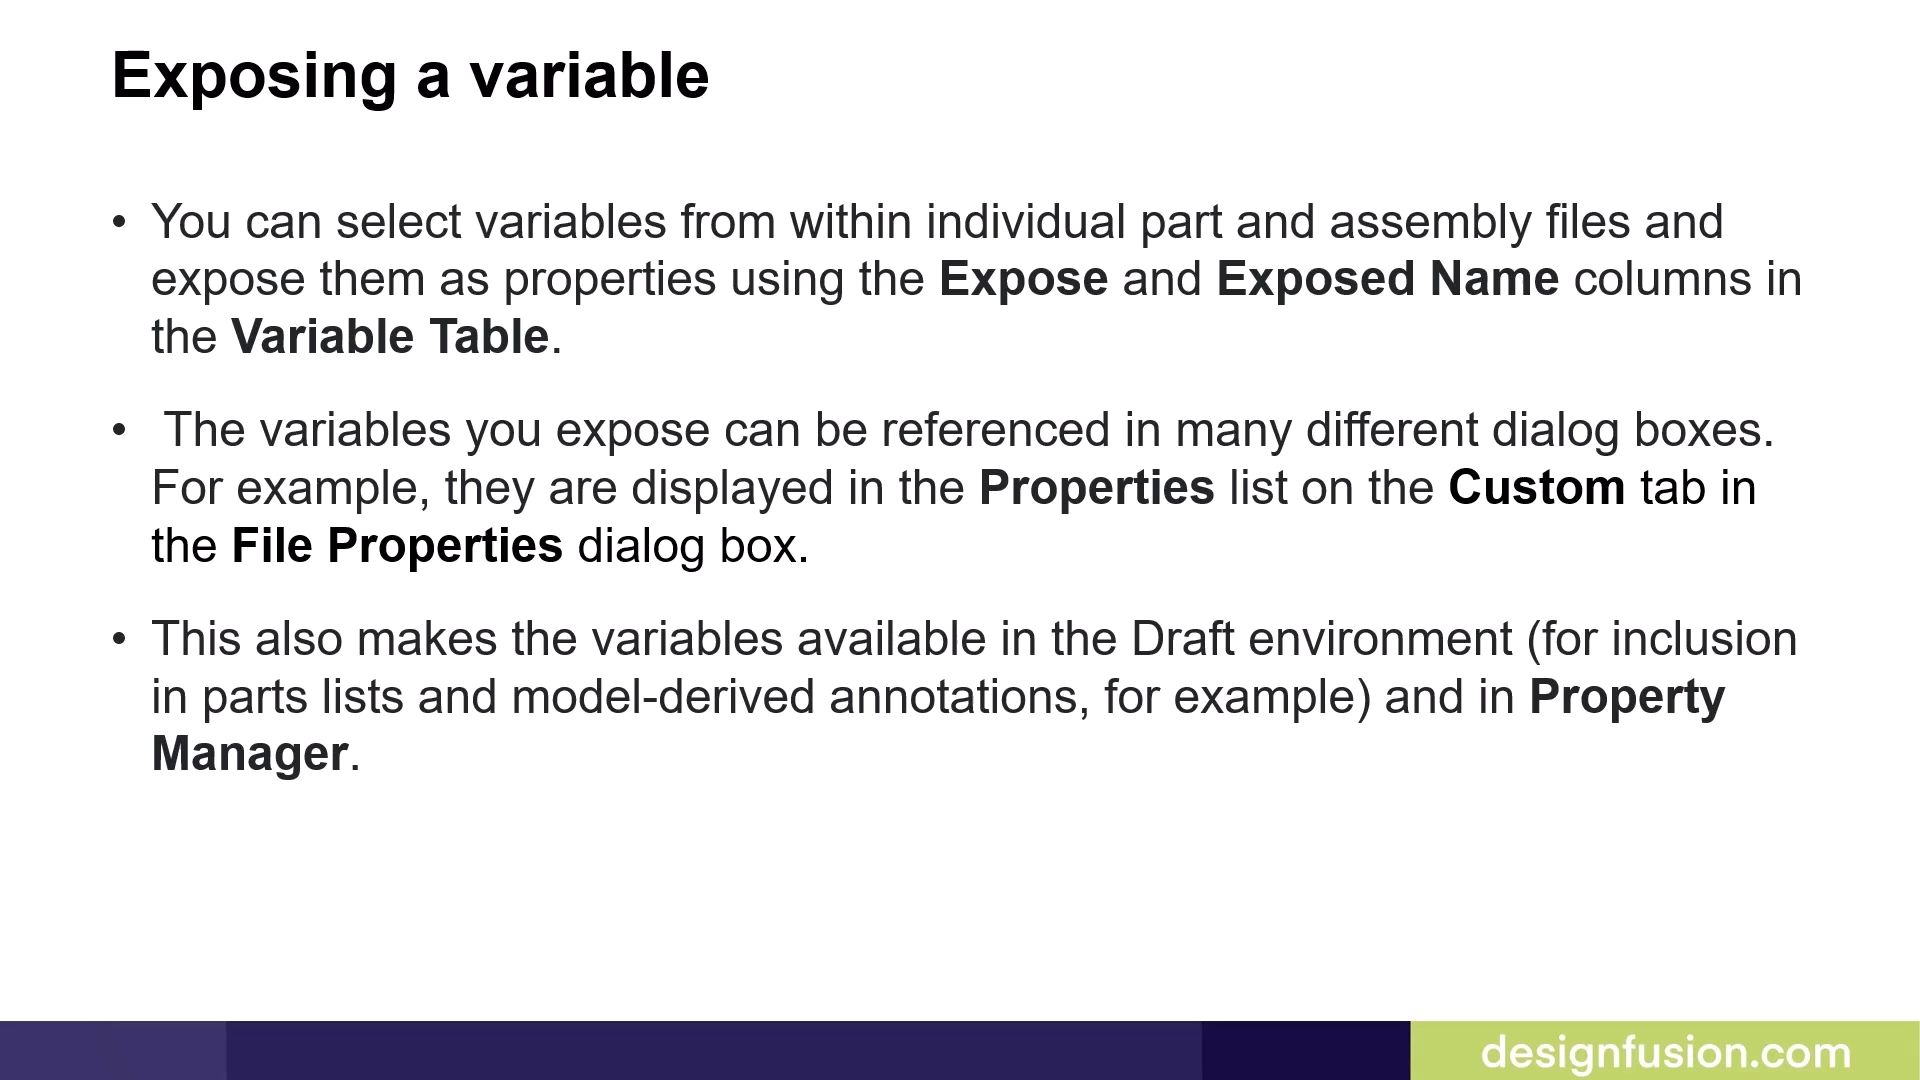 Exposing a variable
• You can select variables from within individual part and assembly files and
expose them as properties using the Expose and Exposed Name columns in
the Variable Table.
• The variables you expose can be referenced in many different dialog boxes.
For example, they are displayed in the Properties list on the Custom tab in
the File Properties dialog box.
• This also makes the variables available in the Draft environment (for inclusion
in parts lists and model-derived annotations, for example) and in Property
Manager.
designfusion.com